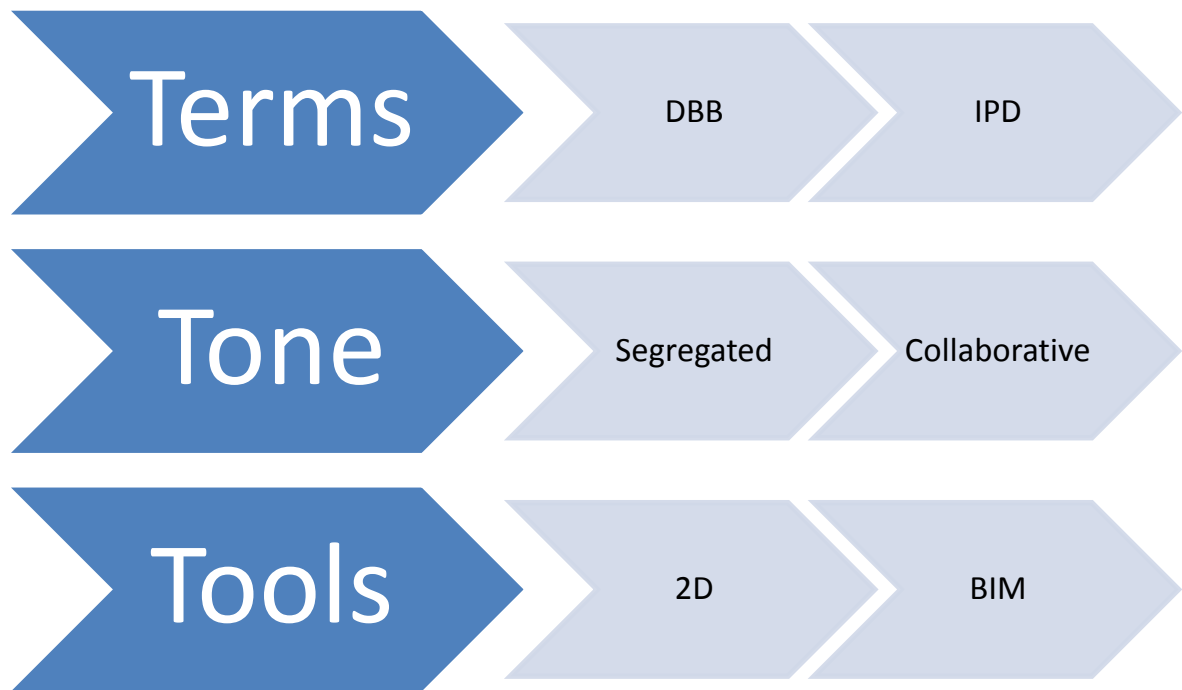 Terms
DBB
IPD
Tone
Segregated
Collaborative
Tools
2D
BIM